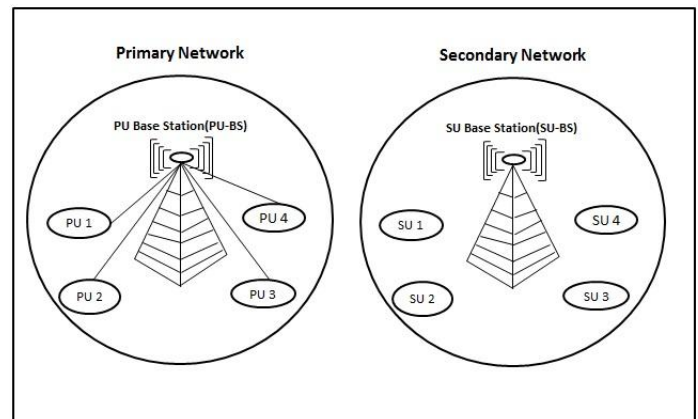 Primary Network
PU Base Station(PU-BS)
PU 1
PU 4
PU 2
PU 3
Secondary Network
SU Base Station(SU-BS)
SU 1
SU 4
SU 2
SU 3